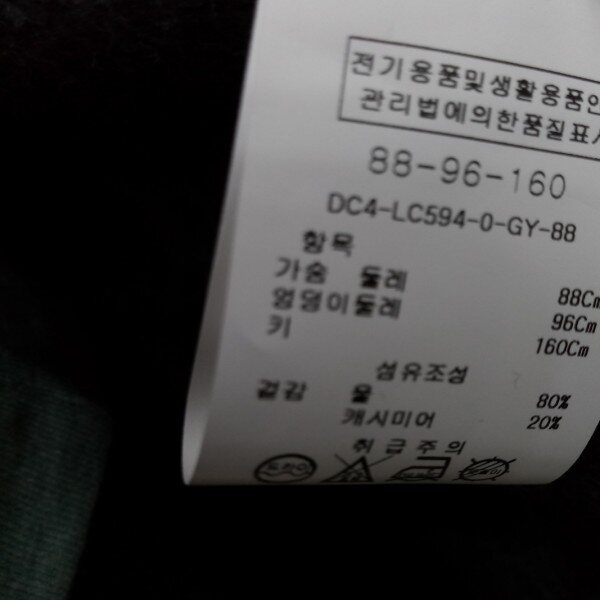 전기용품및생활용품안
관리법에의한품질표시
88-96-160
DC4-LC594-0-GY-88
항목
가슴 둘레 88Cm
엉덩이둘레 96Cm
키 160Cm
섬유조성
겉감 울 80%
캐시미어 20%
취급주의
드라이